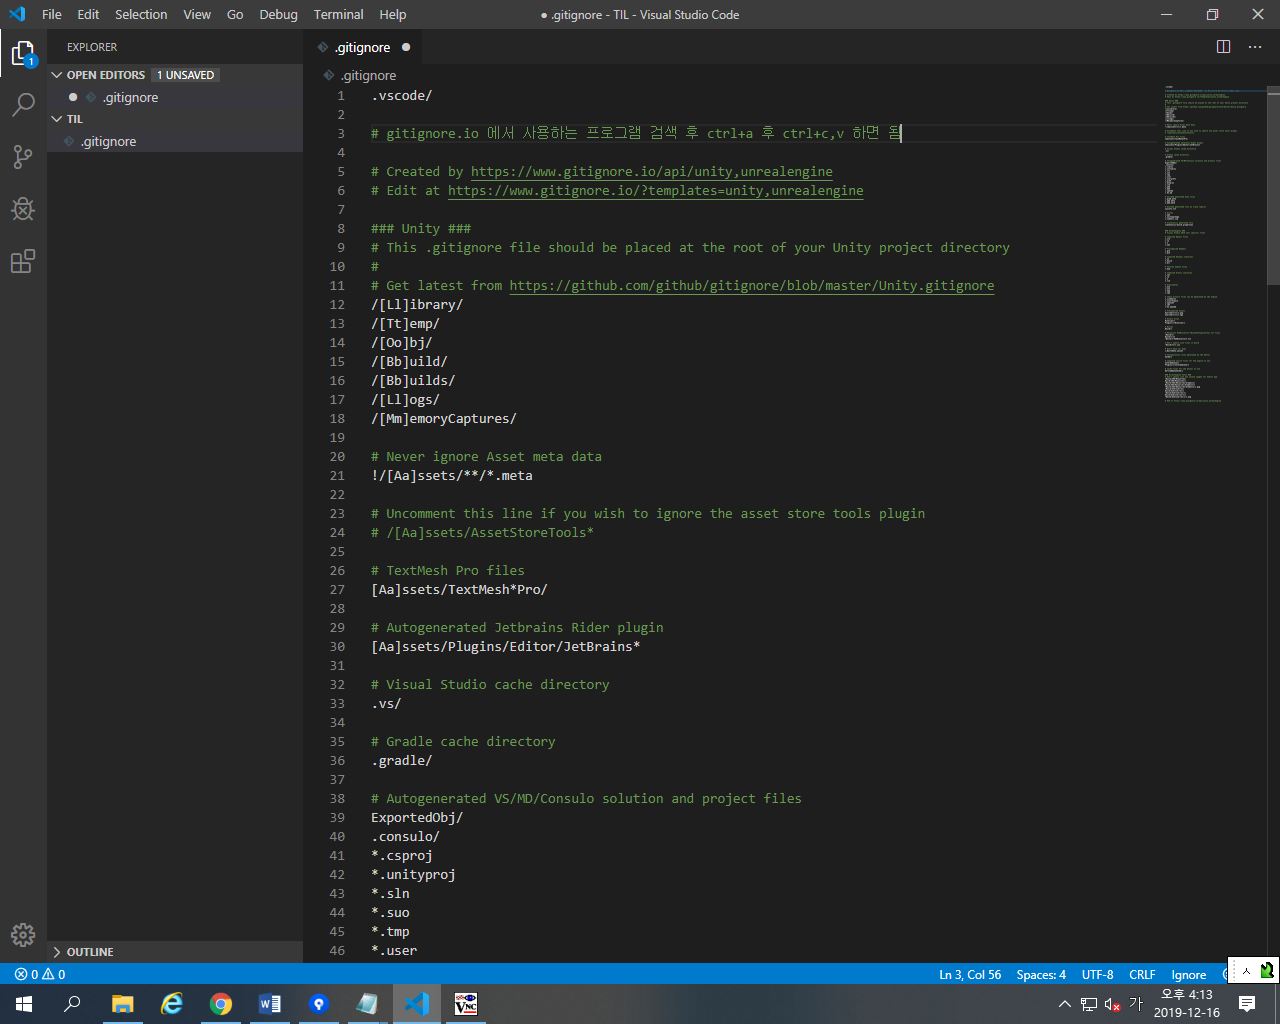 File Edit Selection View Go Debug Terminal Help
● .gitignore - TIL - Visual Studio Code
EXPLORER
OPEN EDITORS 1 UNSAVED
.gitignore
TIL
.gitignore
OUTLINE
1
.gitignore
.gitignore
1 .vscode/
2
3 # gitignore.io 에서 사용하는 프로그램 검색 후 ctrl+a 후 ctrl+c,v 하면 됨
4
5 # Created by https://www.gitignore.io/api/unity,unrealengine
6 # Edit at https://www.gitignore.io/?templates=unity,unrealengine
7
8 ### Unity ###
9 # This .gitignore file should be placed at the root of your Unity project directory
10 #
11 # Get latest from https://github.com/github/gitignore/blob/master/Unity.gitignore
12 /[Ll]ibrary/
13 /[Tt]emp/
14 /[Oo]bj/
15 /[Bb]uild/
16 /[Bb]uilds/
17 /[Ll]ogs/
18 /[Mm]emoryCaptures/
19
20 # Never ignore Asset meta data
21 !/[Aa]ssets/**/*.meta
22
23 # Uncomment this line if you wish to ignore the asset store tools plugin
24 # /[Aa]ssets/AssetStoreTools*
25
26 # TextMesh Pro files
27 [Aa]ssets/TextMesh*Pro/
28
29 # Autogenerated Jetbrains Rider plugin
30 [Aa]ssets/Plugins/Editor/JetBrains*
31
32 # Visual Studio cache directory
33 .vs/
34
35 # Gradle cache directory
36 .gradle/
37
38 # Autogenerated VS/MD/Consulo solution and project files
39 ExportedObj/
40 .consulo/
41 *.csproj
42 *.unityproj
43 *.sln
44 *.suo
45 *.tmp
46 *.user
0 0
Ln 3, Col 56 Spaces: 4 UTF-8 CRLF Ignore
ㅅ
가
오후 4:13
2019-12-16